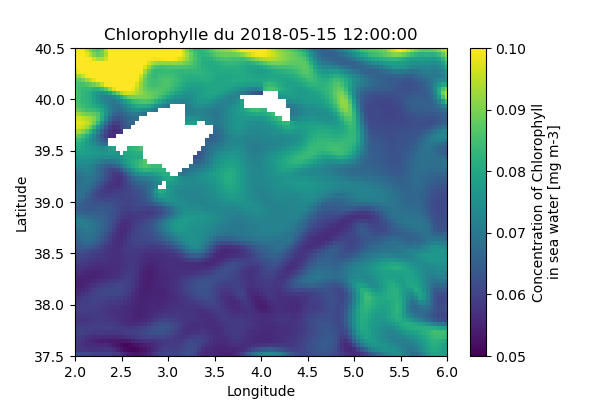 Chlorophylle du 2018-05-15 12:00:00
40.5
40.0
39.5
39.0
38.5
38.0
37.5
Latitude
2.0 2.5 3.0 3.5 4.0 4.5 5.0 5.5 6.0
Longitude
0.10
0.09
0.08
0.07
0.06
0.05
Concentration of Chlorophyll
in sea water [mg m-3]